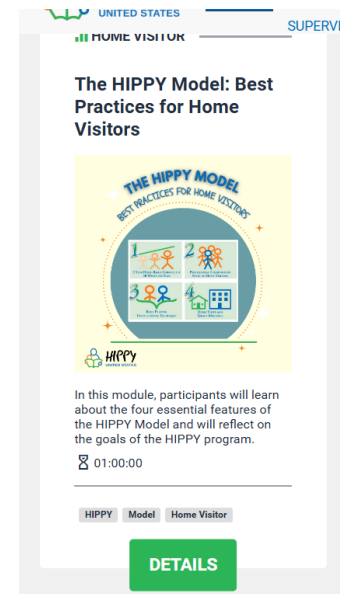 UNITED STATES
SUPERVI
HOME VISITOR
The HIPPY Model: Best
Practices for Home
Visitors
THE HIPPY MODEL:
BEST PRACTICES FOR HOME VISITORS
1
2
3
4
HIPPY
UNITED STATES
In this module, participants will learn
about the four essential features of
the HIPPY Model and will reflect on
the goals of the HIPPY program.
01:00:00
HIPPY Model Home Visitor
DETAILS